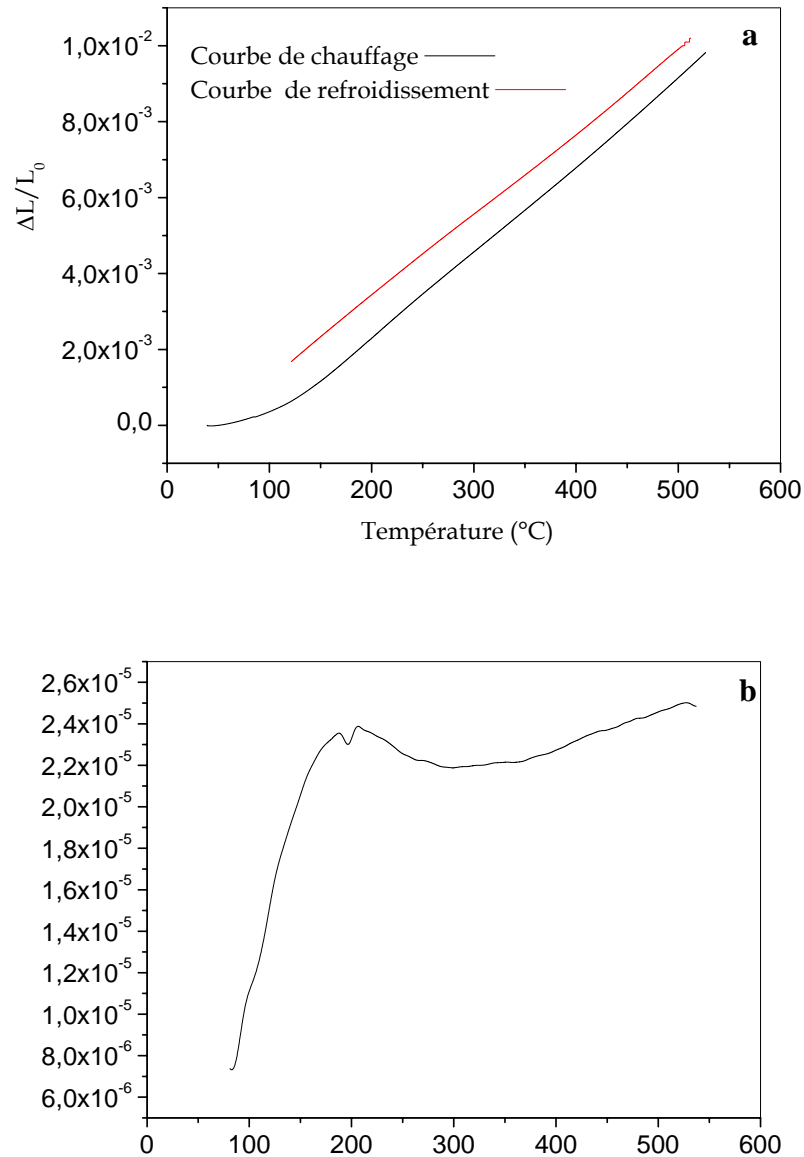 a
Courbe de chauffage
Courbe de refroidissement
1,0x10⁻²
8,0x10⁻³
6,0x10⁻³
4,0x10⁻³
2,0x10⁻³
0,0
ΔL/L₀
0 100 200 300 400 500 600
Température (°C)
b
2,6x10⁻⁵
2,4x10⁻⁵
2,2x10⁻⁵
2,0x10⁻⁵
1,8x10⁻⁵
1,6x10⁻⁵
1,4x10⁻⁵
1,2x10⁻⁵
1,0x10⁻⁵
8,0x10⁻⁶
6,0x10⁻⁶
0 100 200 300 400 500 600